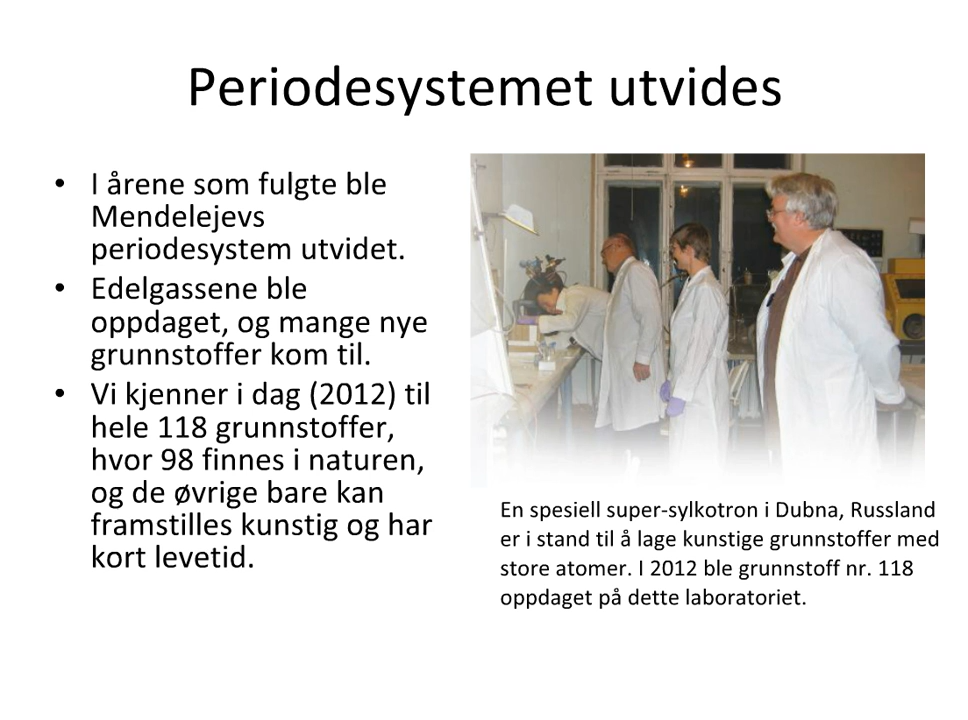 Periodesystemet utvides
• I årene som fulgte ble
Mendelejevs
periodesystem utvidet.
• Edelgassene ble
oppdaget, og mange nye
grunnstoffer kom til.
• Vi kjenner i dag (2012) til
hele 118 grunnstoffer,
hvor 98 finnes i naturen,
og de øvrige bare kan
framstilles kunstig og har
kort levetid.
En spesiell super-sylkotron i Dubna, Russland
er i stand til å lage kunstige grunnstoffer med
store atomer. I 2012 ble grunnstoff nr. 118
oppdaget på dette laboratoriet.